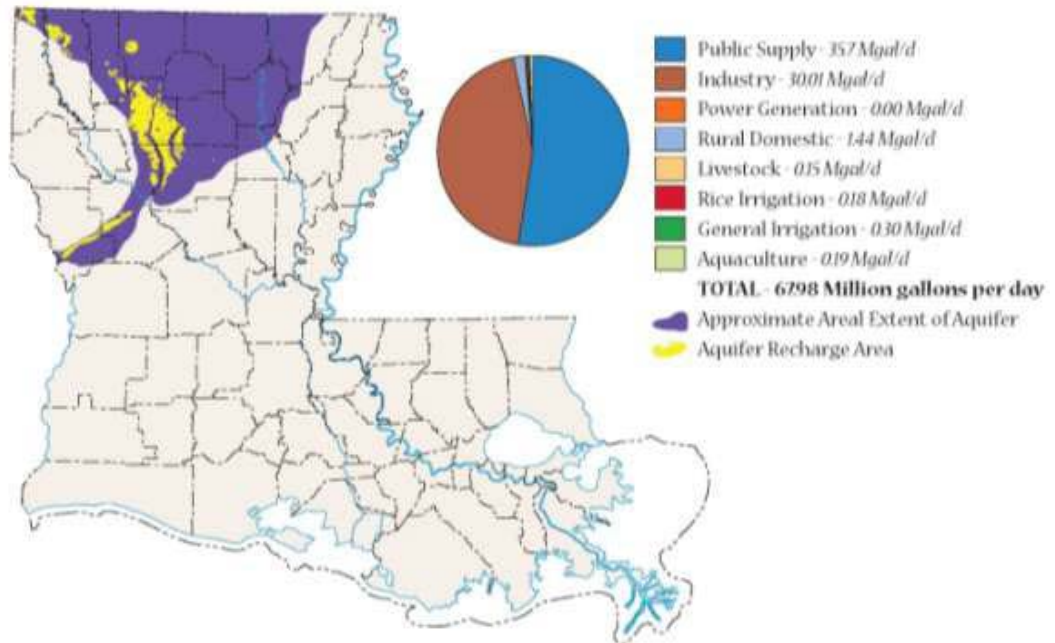 Public Supply - 35.7 Mgal/d
Industry - 30.01 Mgal/d
Power Generation - 0.00 Mgal/d
Rural Domestic - 1.44 Mgal/d
Livestock - 0.15 Mgal/d
Rice Irrigation - 0.18 Mgal/d
General Irrigation - 0.30 Mgal/d
Aquaculture - 0.19 Mgal/d
TOTAL - 67.98 Million gallons per day
Approximate Areal Extent of Aquifer
Aquifer Recharge Area